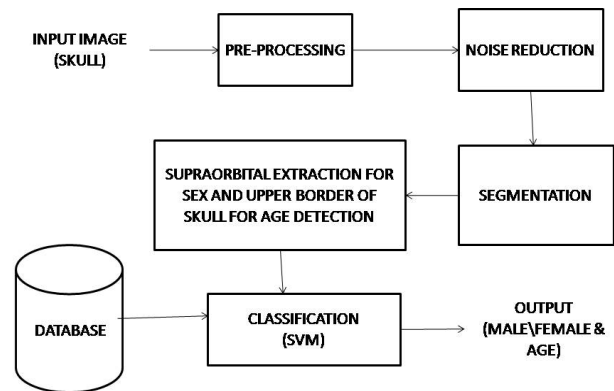 INPUT IMAGE
(SKULL)
PRE-PROCESSING
NOISE REDUCTION
SUPRAORBITAL EXTRACTION FOR
SEX AND UPPER BORDER OF
SKULL FOR AGE DETECTION
SEGMENTATION
DATABASE
CLASSIFICATION
(SVM)
OUTPUT
(MALE\FEMALE &
AGE)